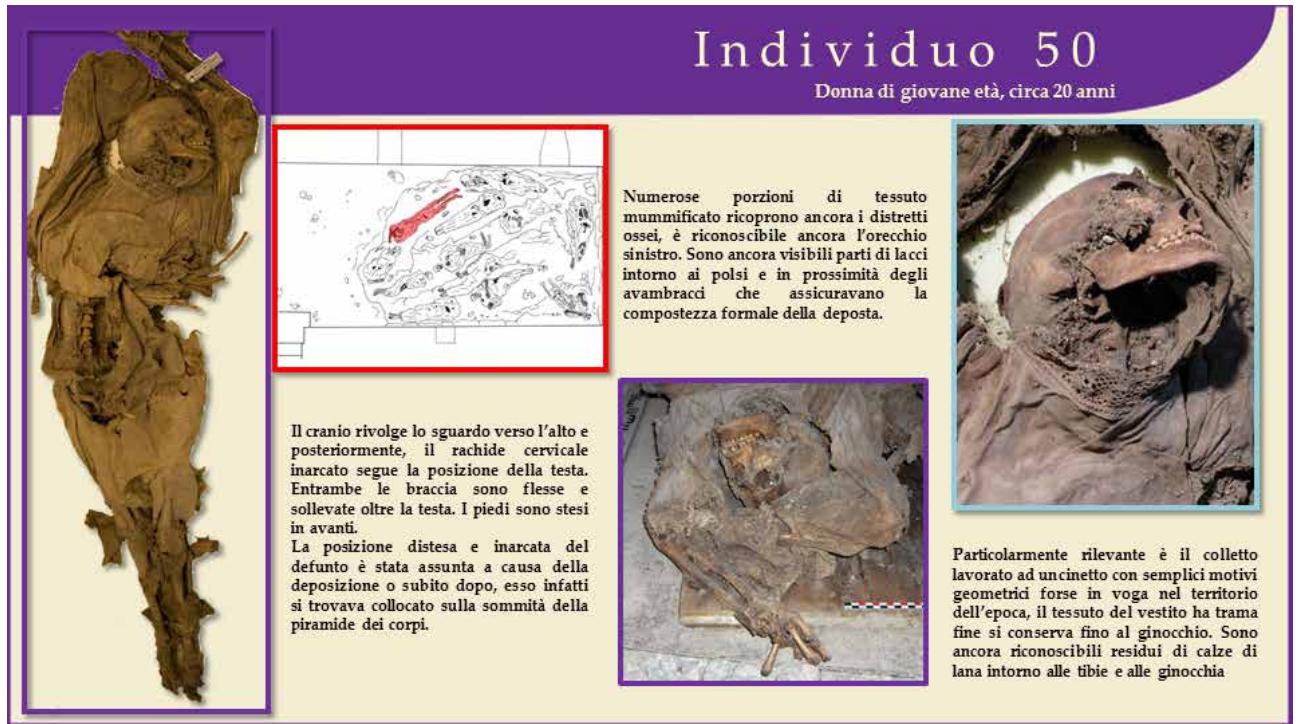 Individuo 50
Donna di giovane età, circa 20 anni
Numerose porzioni di tessuto
mummificato ricoprono ancora i distretti
ossei, è riconoscibile ancora l'orecchio
sinistro. Sono ancora visibili parti di lacci
intorno ai polsi e in prossimità degli
avambracci che assicuravano la
compostezza formale della deposta.
Il cranio rivolge lo sguardo verso l'alto e
posteriormente, il rachide cervicale
inarcato segue la posizione della testa.
Entrambe le braccia sono flesse e
sollevate oltre la testa. I piedi sono stesi
in avanti.
La posizione distesa e inarcata del
defunto è stata assunta a causa della
deposizione o subito dopo, esso infatti
si trovava collocato sulla sommità della
piramide dei corpi.
Particolarmente rilevante è il colletto
lavorato ad uncinetto con semplici motivi
geometrici forse in voga nel territorio
dell'epoca, il tessuto del vestito ha trama
fine si conserva fino al ginocchio. Sono
ancora riconoscibili residui di calze di
lana intorno alle tibie e alle ginocchia